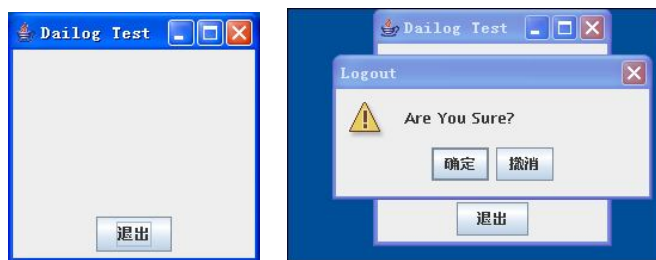 Dailog Test
退出
Dailog Test
Logout
Are You Sure?
确定 撤消
退出